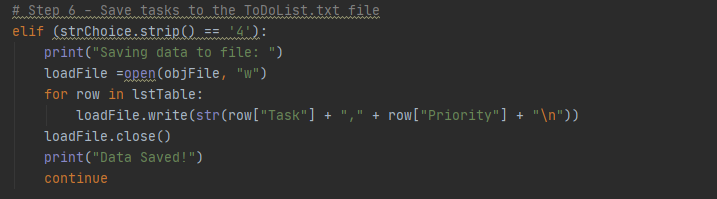 # Step 6 - Save tasks to the ToDoList.txt file
elif (strChoice.strip() == '4'):
    print("Saving data to file: ")
    loadFile =open(objFile, "w")
    for row in lstTable:
        loadFile.write(str(row["Task"] + "," + row["Priority"] + "\n"))
    loadFile.close()
    print("Data Saved!")
    continue